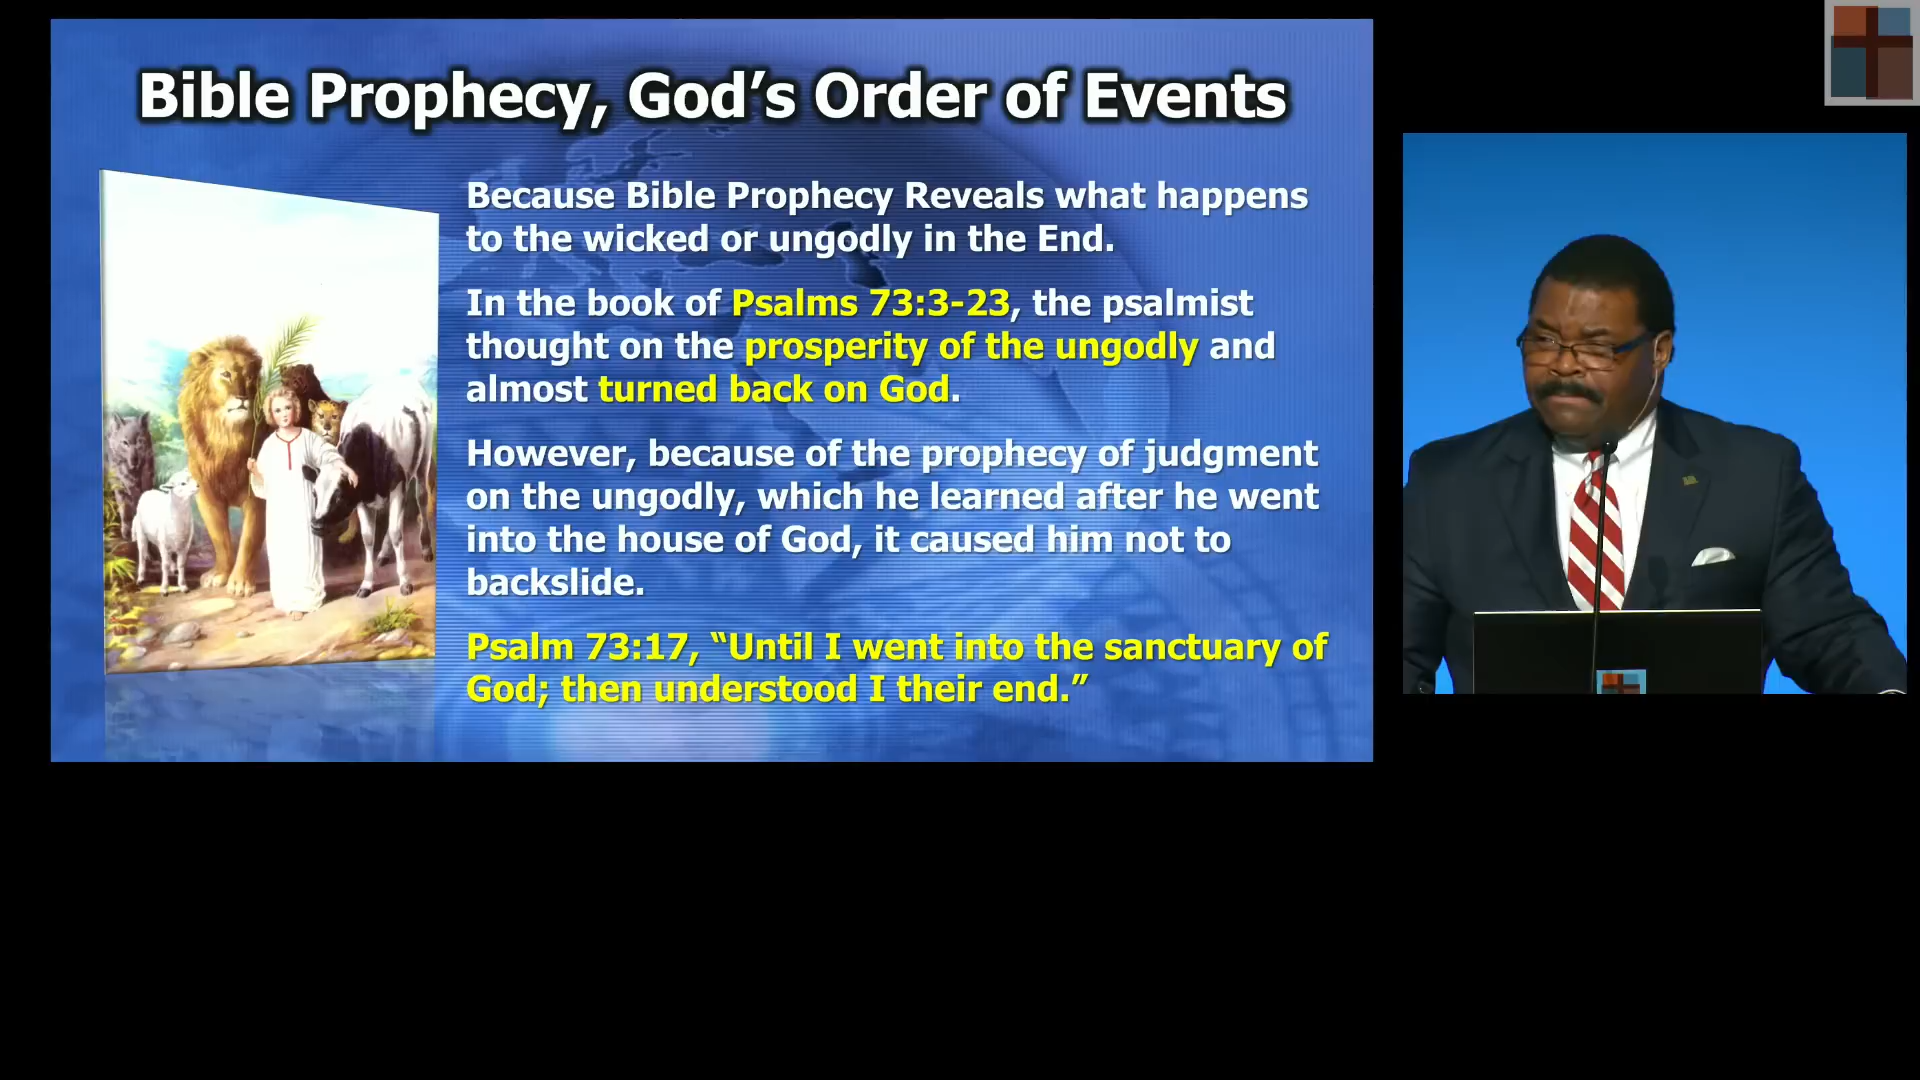 Bible Prophecy, God’s Order of Events
Because Bible Prophecy Reveals what happens
to the wicked or ungodly in the End.
In the book of Psalms 73:3-23, the psalmist
thought on the prosperity of the ungodly and
almost turned back on God.
However, because of the prophecy of judgment
on the ungodly, which he learned after he went
into the house of God, it caused him not to
backslide.
Psalm 73:17, “Until I went into the sanctuary of
God; then understood I their end.”